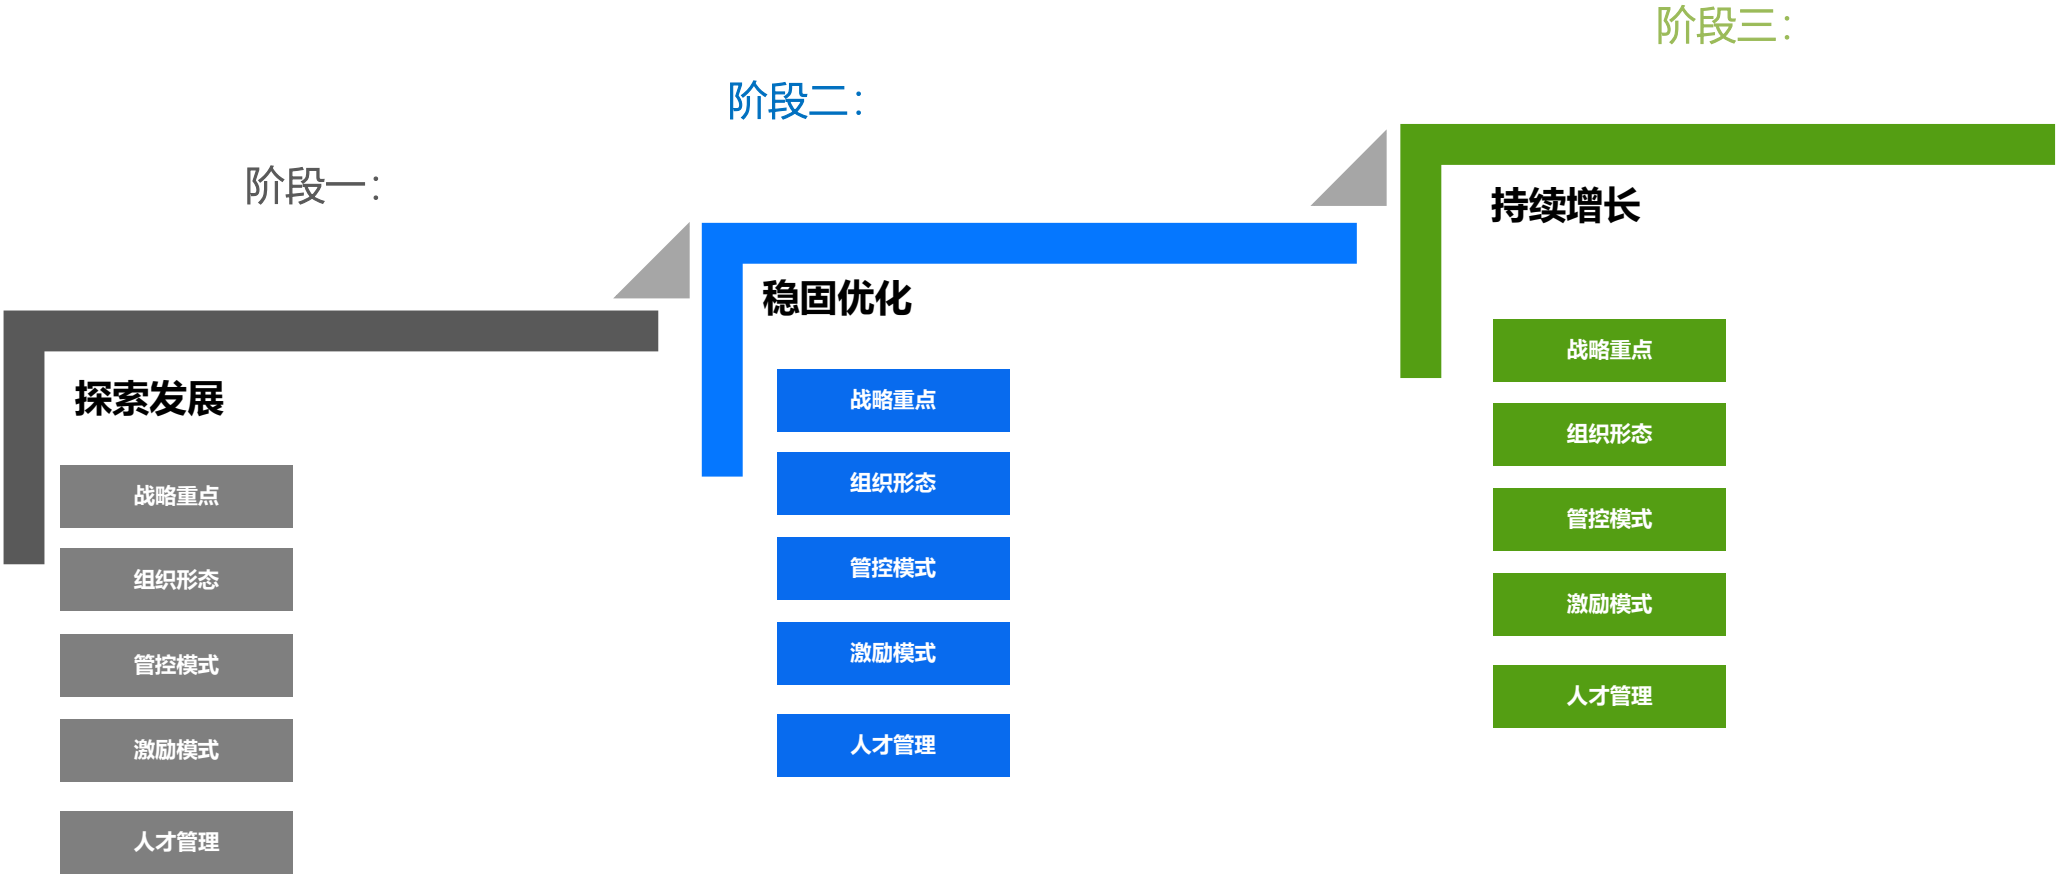 阶段一：
探索发展
战略重点
组织形态
管控模式
激励模式
人才管理
阶段二：
稳固优化
战略重点
组织形态
管控模式
激励模式
人才管理
阶段三：
持续增长
战略重点
组织形态
管控模式
激励模式
人才管理